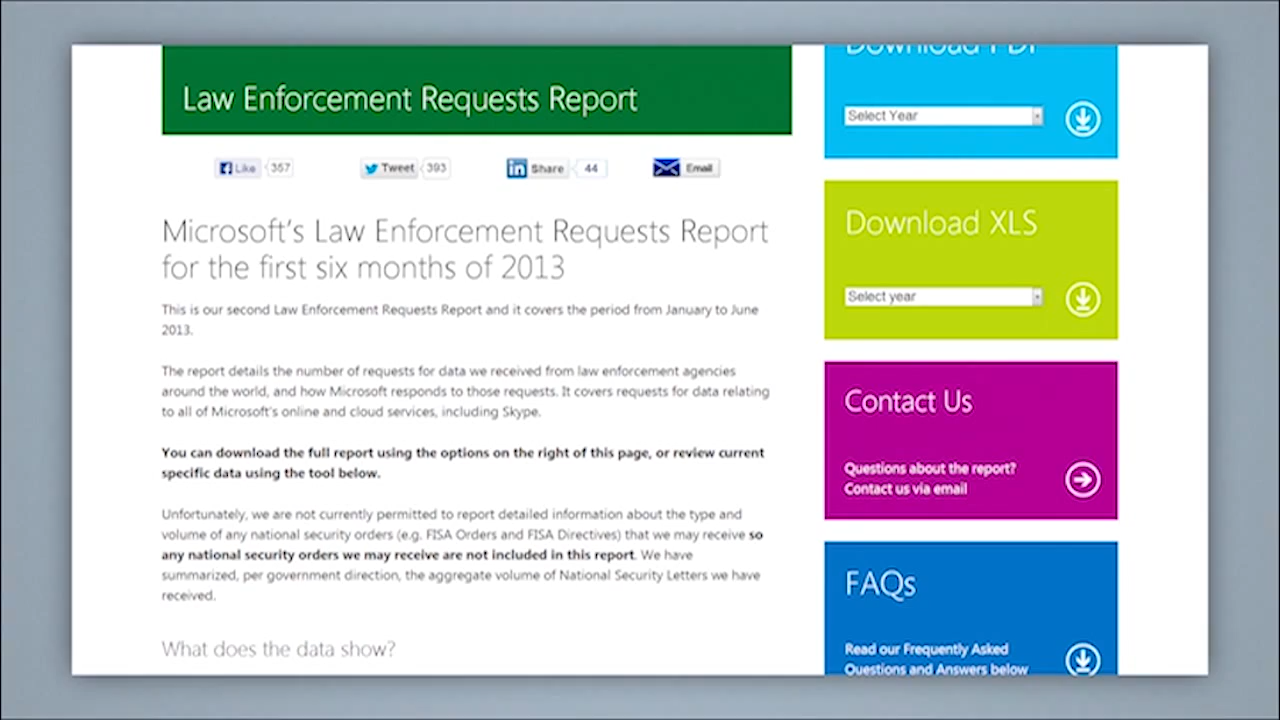 Law Enforcement Requests Report
Like 357
Tweet 393
in Share 44
Email
Microsoft's Law Enforcement Requests Report
for the first six months of 2013
This is our second Law Enforcement Requests Report and it covers the period from January to June
2013.
The report details the number of requests for data we received from law enforcement agencies
around the world, and how Microsoft responds to those requests. It covers requests for data relating
to all of Microsoft's online and cloud services, including Skype.
You can download the full report using the options on the right of this page, or review current
specific data using the tool below.
Unfortunately, we are not currently permitted to report detailed information about the type and
volume of any national security orders (e.g. FISA Orders and FISA Directives) that we may receive so
any national security orders we may receive are not included in this report. We have
summarized, per government direction, the aggregate volume of National Security Letters we have
received.
What does the data show?
Download PDF
Select Year
Download XLS
Select year
Contact Us
Questions about the report?
Contact us via email
FAQs
Read our Frequently Asked
Questions and Answers below